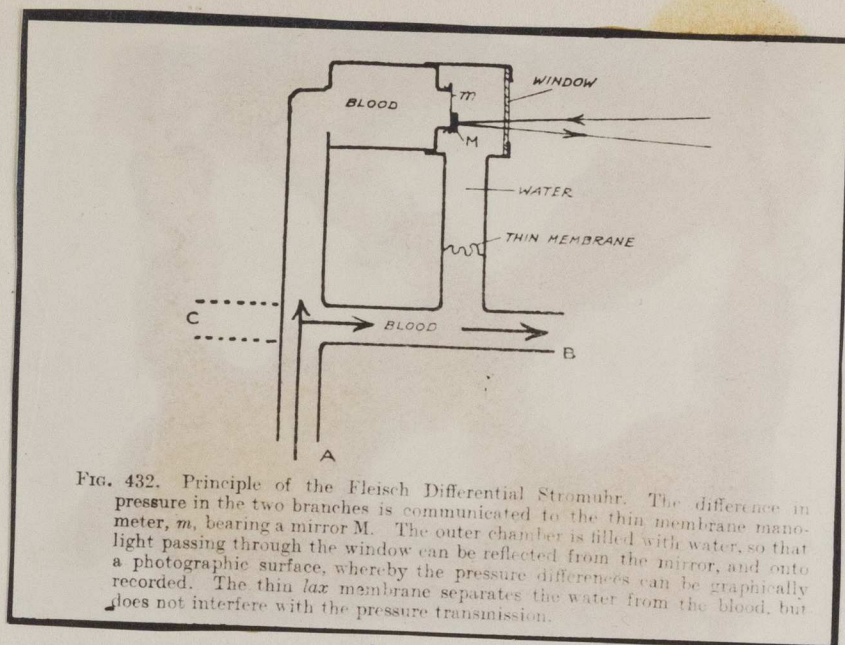 WINDOW
BLOOD
m
M
WATER
THIN MEMBRANE
C
BLOOD
B
A
FIG. 432. Principle of the Fleisch Differential Stromuhr. The difference in
pressure in the two branches is communicated to the thin membrane mano-
meter, m, bearing a mirror M. The outer chamber is filled with water, so that
light passing through the window can be reflected from the mirror, and onto
a photographic surface, whereby the pressure differences can be graphically
recorded. The thin lax membrane separates the water from the blood, but
does not interfere with the pressure transmission.